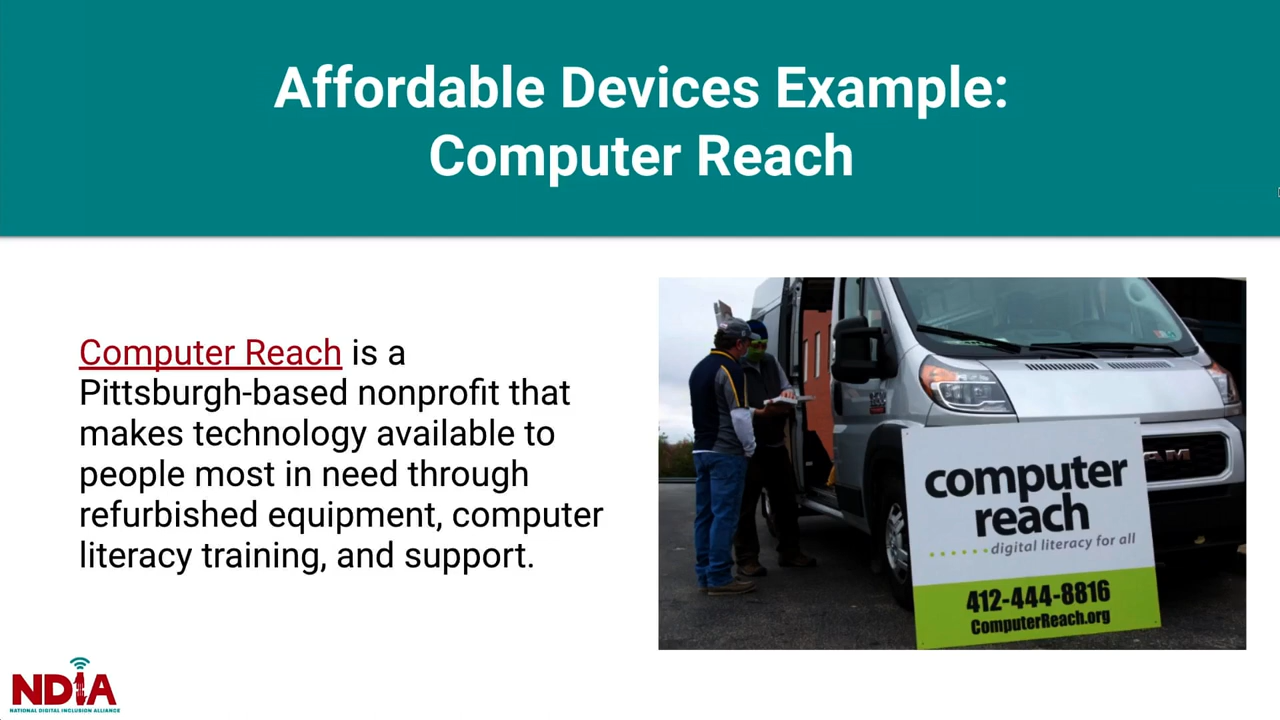 Affordable Devices Example:
Computer Reach
Computer Reach is a
Pittsburgh-based nonprofit that
makes technology available to
people most in need through
refurbished equipment, computer
literacy training, and support.
RAM
computer
reach
digital literacy for all
412-444-8816
ComputerReach.org
NDIA
NATIONAL DIGITAL INCLUSION ALLIANCE